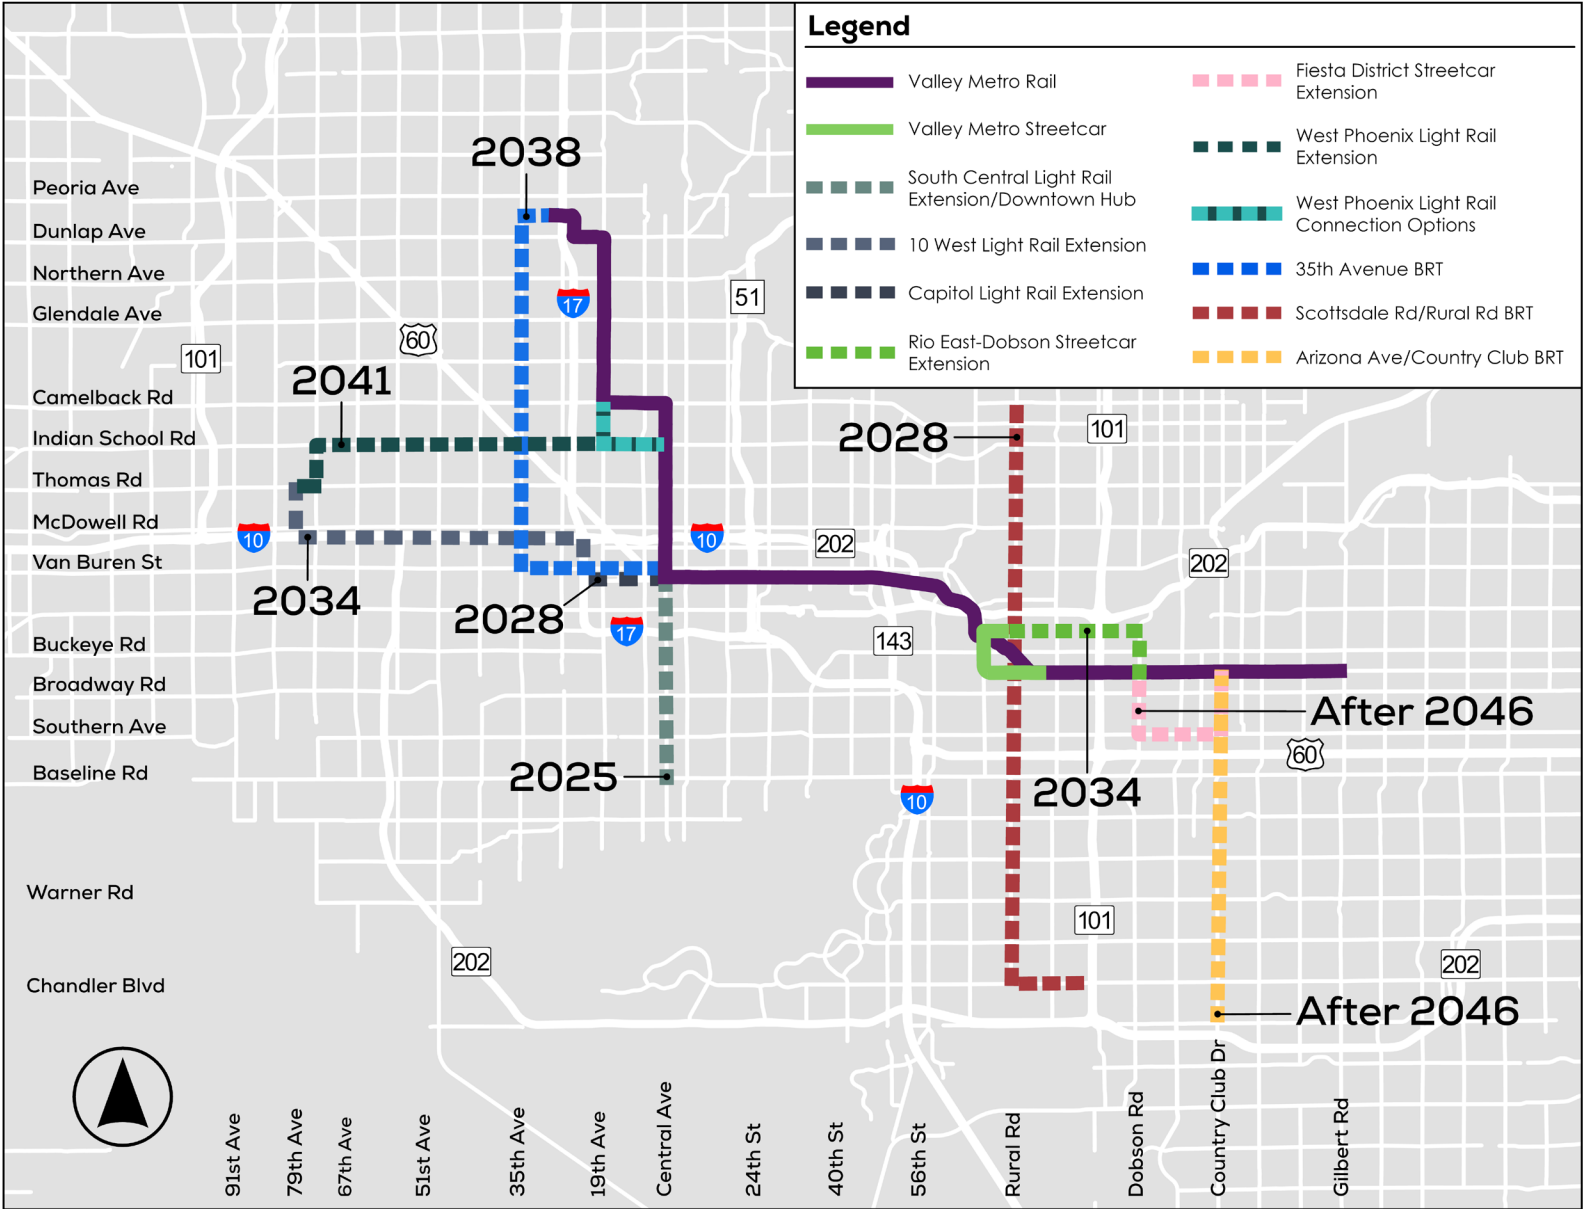 Legend
Valley Metro Rail
Valley Metro Streetcar
South Central Light Rail
Extension/Downtown Hub
10 West Light Rail Extension
Capitol Light Rail Extension
Rio East-Dobson Streetcar
Extension
Fiesta District Streetcar
Extension
West Phoenix Light Rail
Extension
West Phoenix Light Rail
Connection Options
35th Avenue BRT
Scottsdale Rd/Rural Rd BRT
Arizona Ave/Country Club BRT
2038
Peoria Ave
Dunlap Ave
Northern Ave
Glendale Ave
17
51
60
101
2041
Camelback Rd
Indian School Rd
2028
101
Thomas Rd
McDowell Rd
10
10
202
Van Buren St
202
2034
2028
17
143
Buckeye Rd
Broadway Rd
Southern Ave
After 2046
60
Baseline Rd
2025
2034
10
Warner Rd
101
202
202
Chandler Blvd
After 2046
91st Ave
79th Ave
67th Ave
51st Ave
35th Ave
19th Ave
Central Ave
24th St
40th St
56th St
Rural Rd
Dobson Rd
Country Club Dr
Gilbert Rd